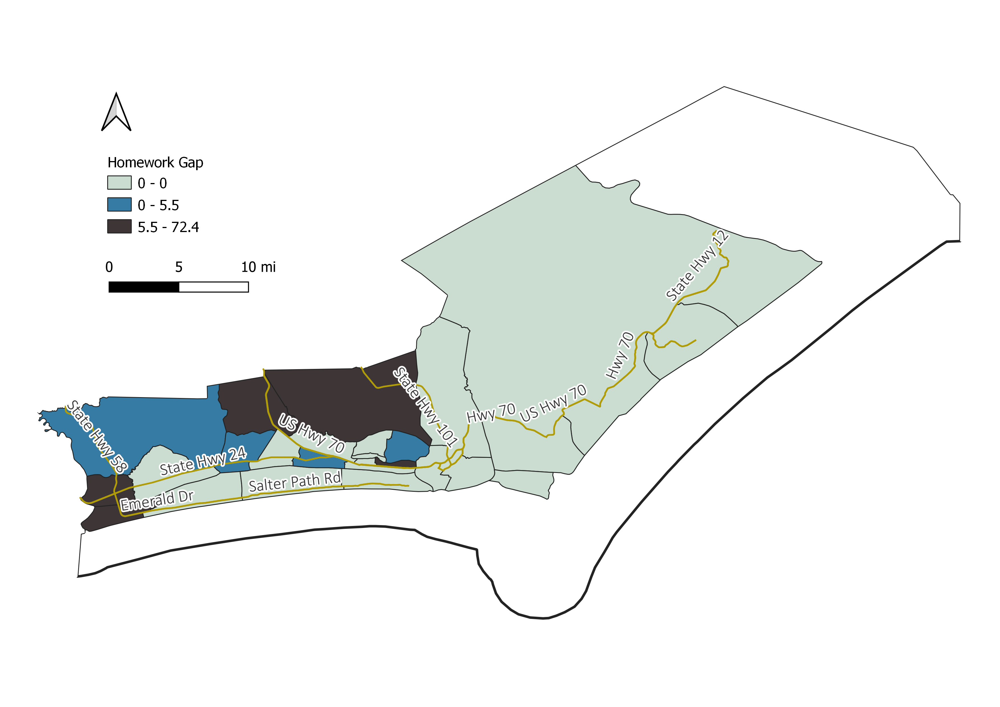 Homework Gap
0 - 0
0 - 5.5
5.5 - 72.4
0 5 10 mi
State Hwy 12
Hwy 70
US Hwy 70
Hwy 70
State Hwy 101
US Hwy 70
State Hwy 58
State Hwy 24
Salter Path Rd
Emerald Dr